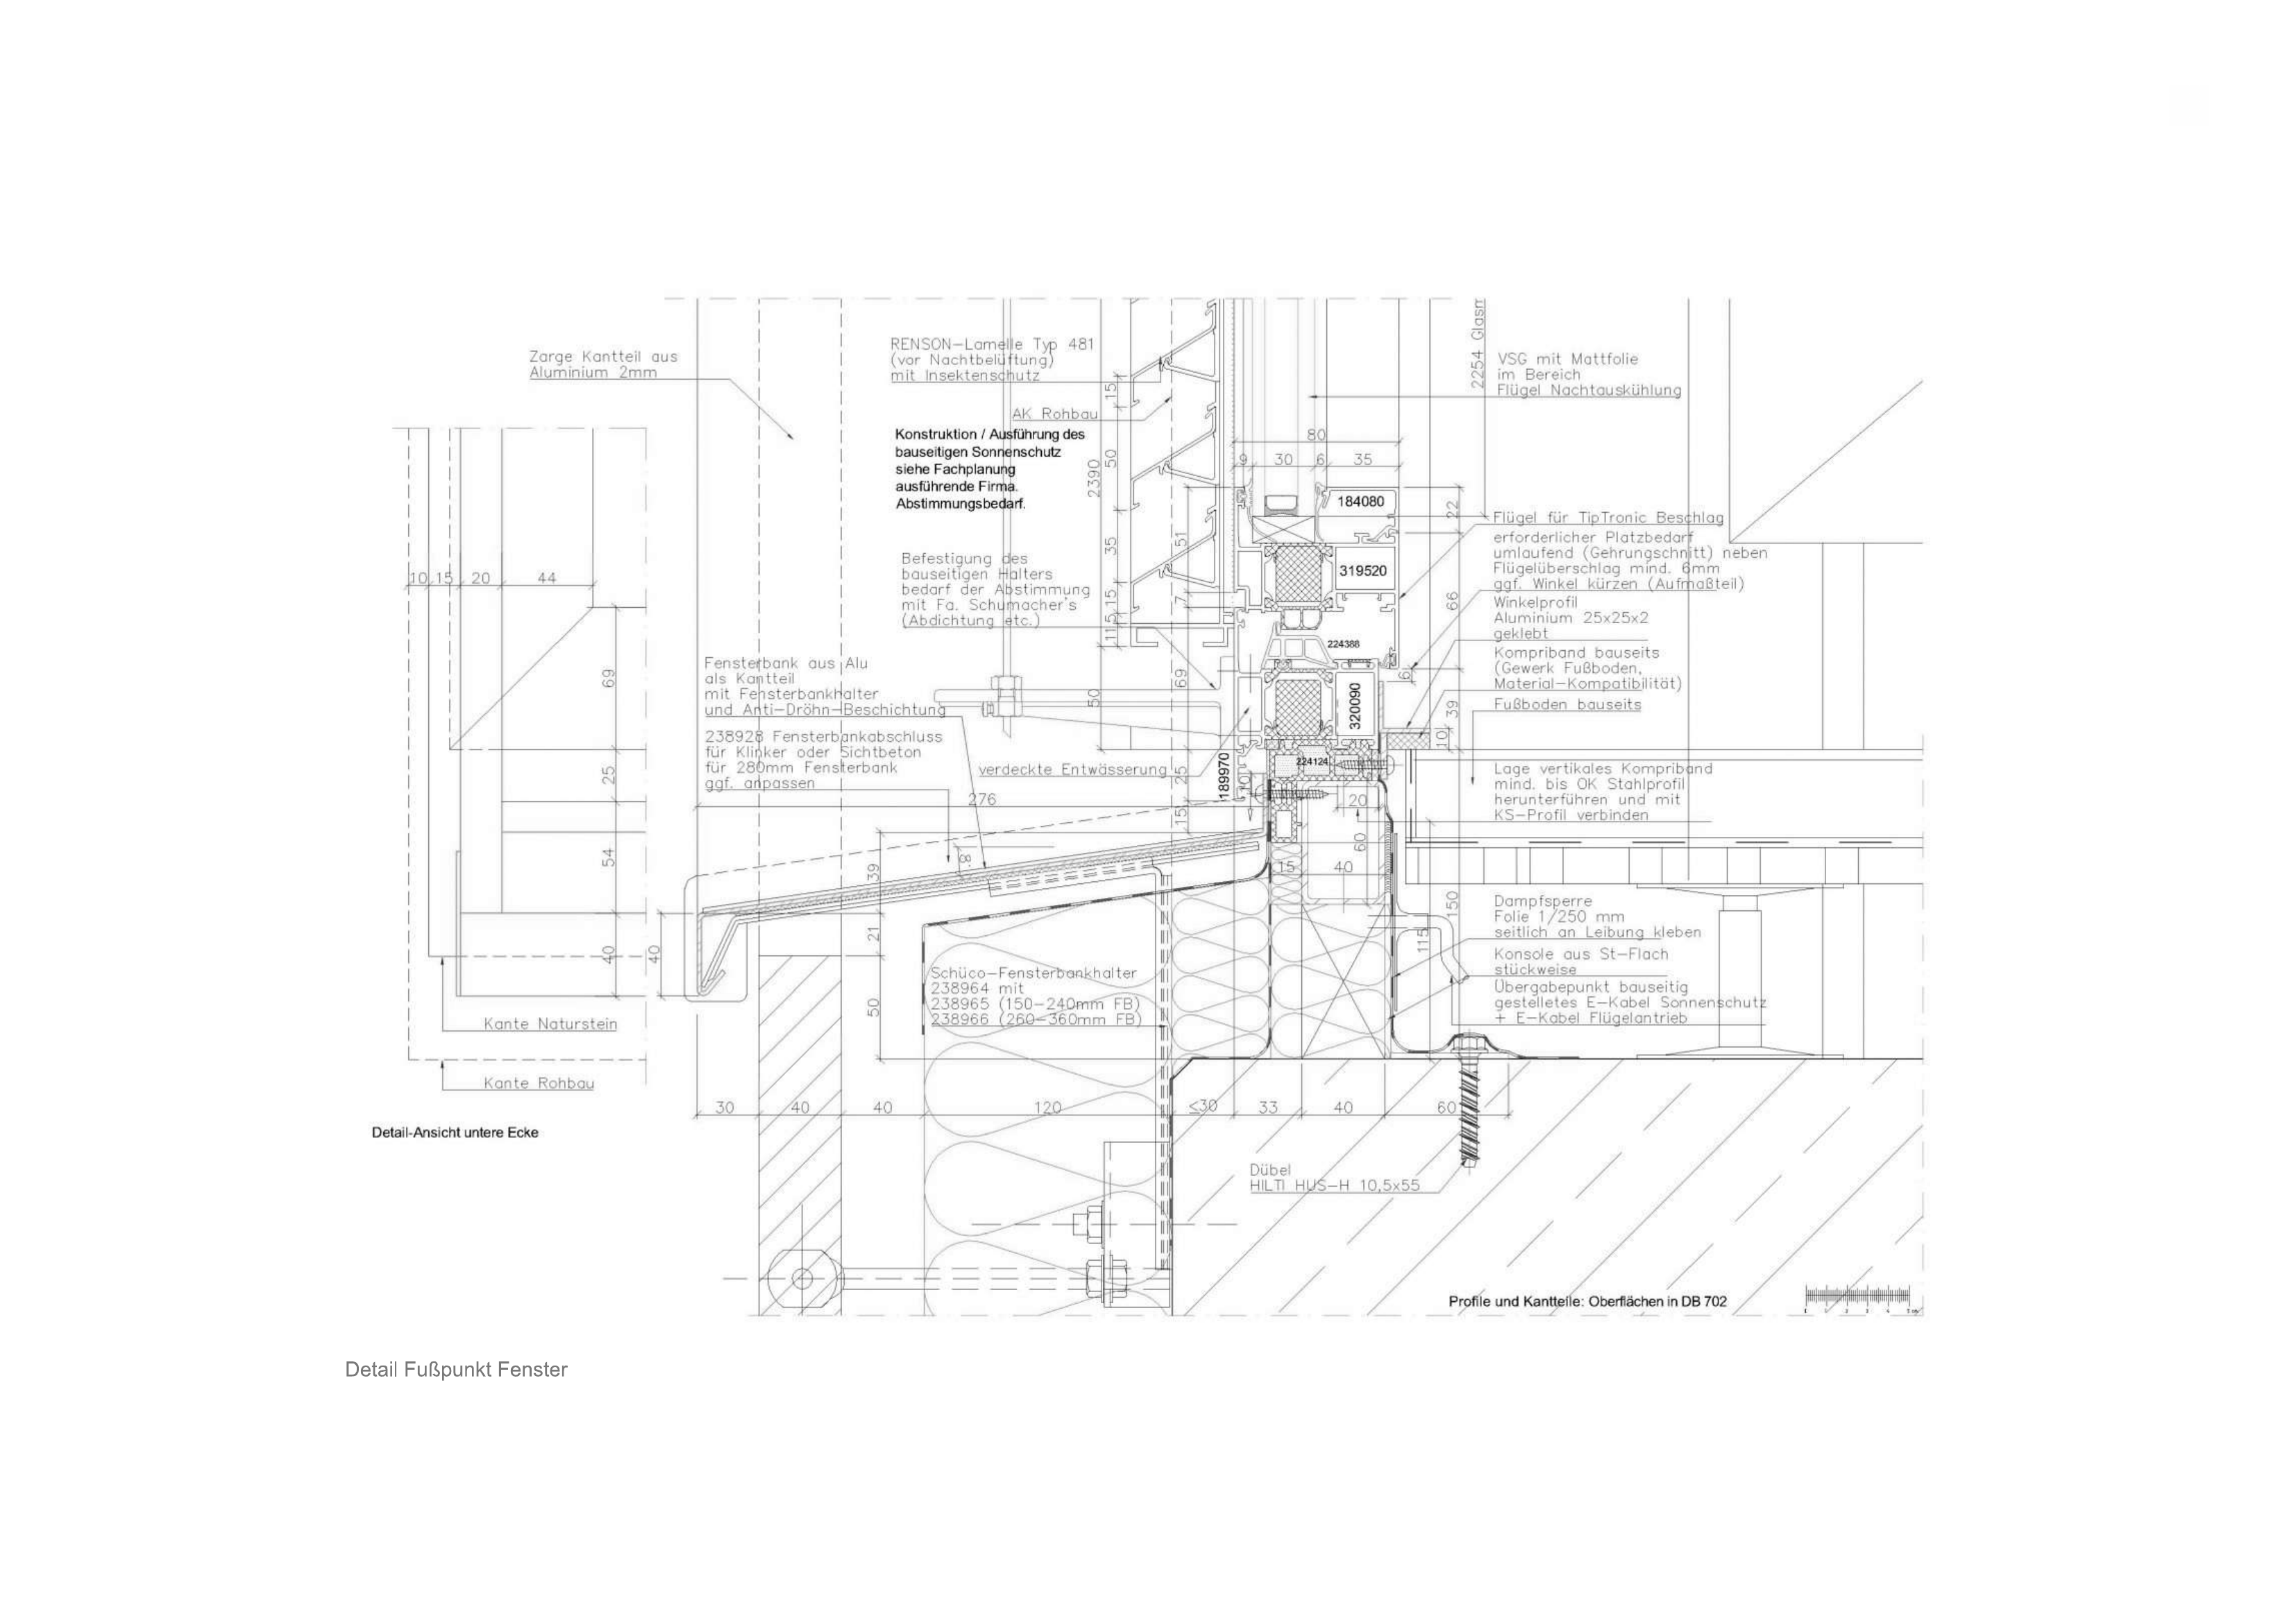 Zarge Kantteil aus
Aluminium 2mm
RENSON-Lamelle Typ 481
(vor Nachtbelüftung)
mit Insektenschutz
AK Rohbau
Konstruktion / Ausführung des
bauseitigen Sonnenschutz
siehe Fachplanung
ausführende Firma.
Abstimmungsbedarf.
Befestigung des
bauseitigen Halters
bedarf der Abstimmung
mit Fa. Schumacher's
(Abdichtung etc.)
Fensterbank aus Alu
als Kantteil
mit Fensterbankhalter
und Anti-Dröhn-Beschichtung
238928 Fensterbankabschluss
für Klinker oder Sichtbeton
für 280mm Fensterbank
ggf. anpassen
verdeckte Entwässerung
276
Schüco-Fensterbankhalter
238964 mit
238965 (150-240mm FB)
238966 (260-360mm FB)
2254 Glasm
VSG mit Mattfolie
im Bereich
Flügel Nachtauskühlung
Flügel für TipTronic Beschlag
erforderlicher Platzbedarf
umlaufend (Gehrungschnitt) neben
Flügelüberschlag mind. 6mm
ggf. Winkel kürzen (Aufmaßteil)
Winkelprofil
Aluminium 25x25x2
geklebt
Kompriband bauseits
(Gewerk Fußboden,
Material-Kompatibilität)
Fußboden bauseits
Lage vertikales Kompriband
mind. bis OK Stahlprofil
herunterführen und mit
KS-Profil verbinden
Dampfsperre
Folie 1/250 mm
seitlich an Leibung kleben
Konsole aus St-Flach
stückweise
Übergabepunkt bauseitig
gestelletes E-Kabel Sonnenschutz
+ E-Kabel Flügelantrieb
80
9 30 6 35
184080
319520
224388
320090
224124
189970
2390
15
50
35
15
11 5
50
51
7
69
25
15
22
66
6
39
10
20
60
15 40
150
115
10 15 20 44
69
25
54
40
40
39
21
50
8°
Kante Naturstein
Kante Rohbau
30 40 40 120 ≤30 33 40 60
Detail-Ansicht untere Ecke
Dübel
HILTI HUS-H 10,5x55
Profile und Kantteile: Oberflächen in DB 702
Detail Fußpunkt Fenster